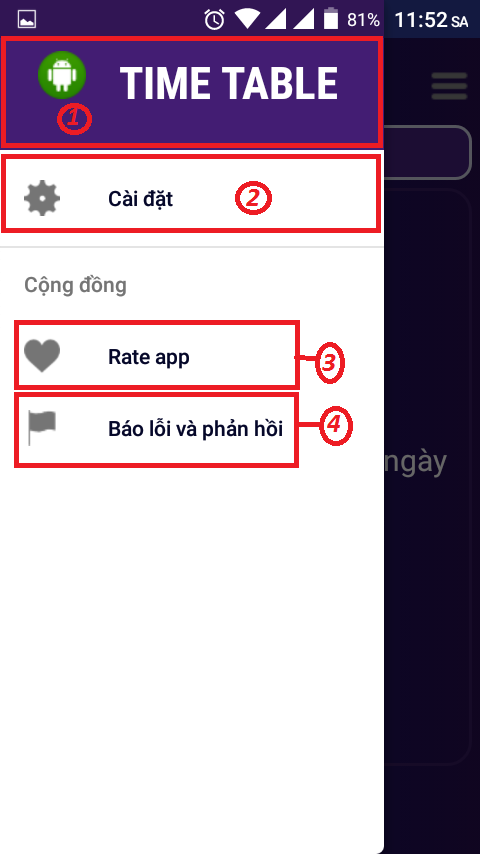 81% 11:52 SA
TIME TABLE
1
Cài đặt 2
Cộng đồng
Rate app 3
Báo lỗi và phản hồi 4
ngày